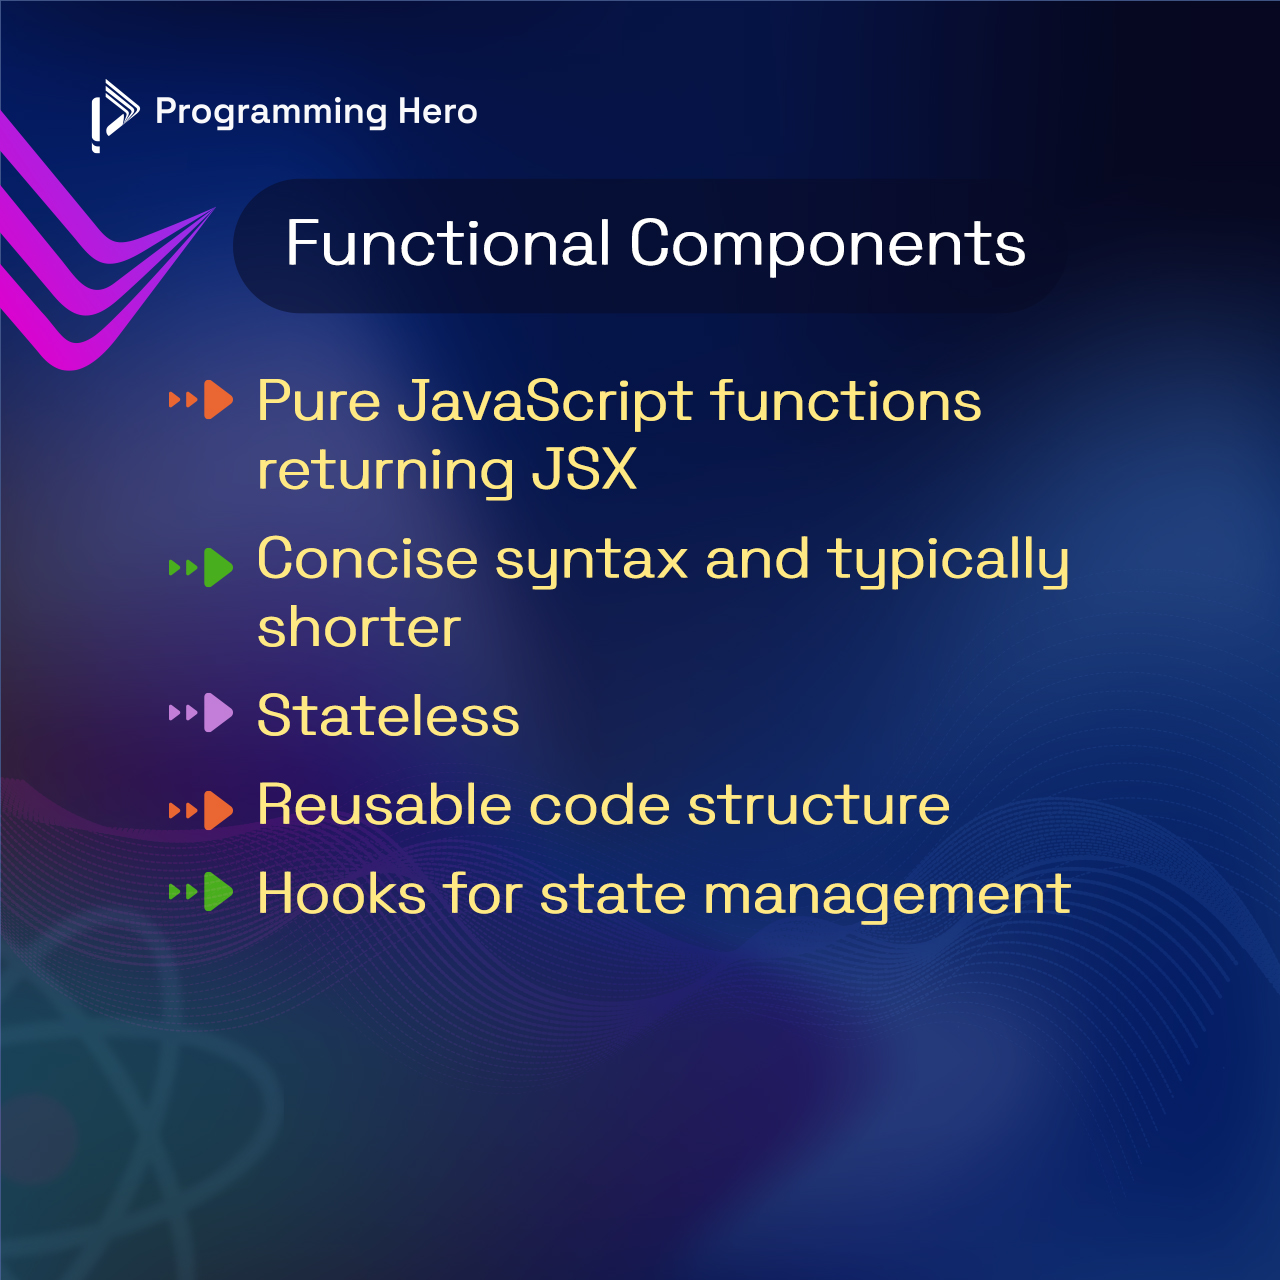 Programming Hero
Functional Components
Pure JavaScript functions
returning JSX
Concise syntax and typically
shorter
Stateless
Reusable code structure
Hooks for state management